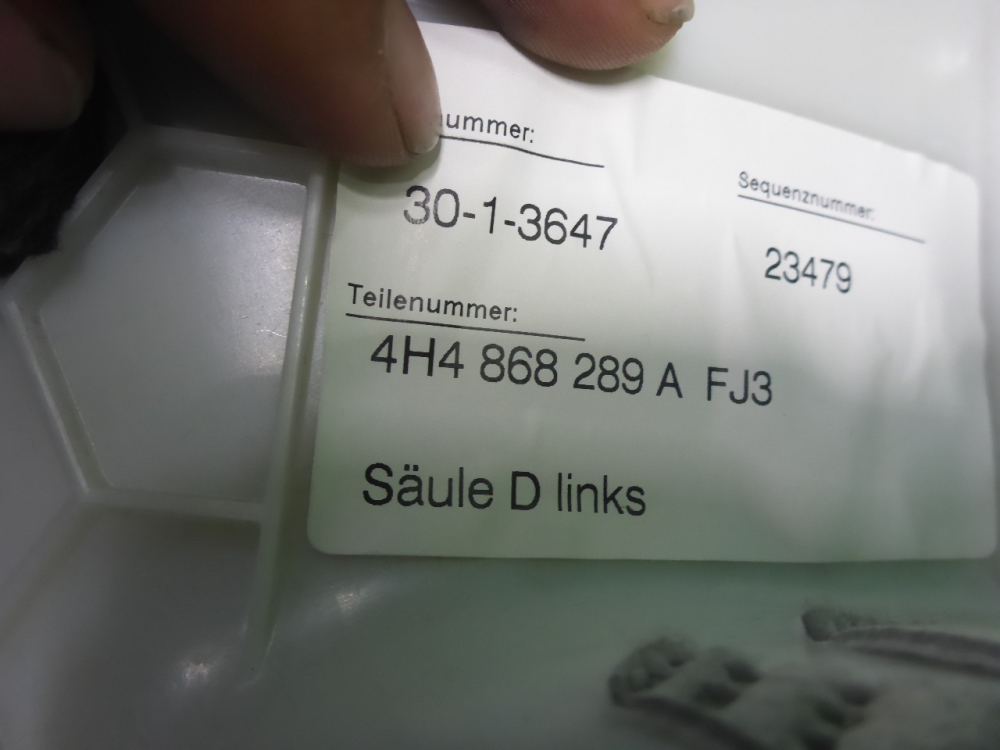 ummer:
30-1-3647
Sequenznummer:
23479
Teilenummer:
4H4 868 289 A FJ3
Säule D links